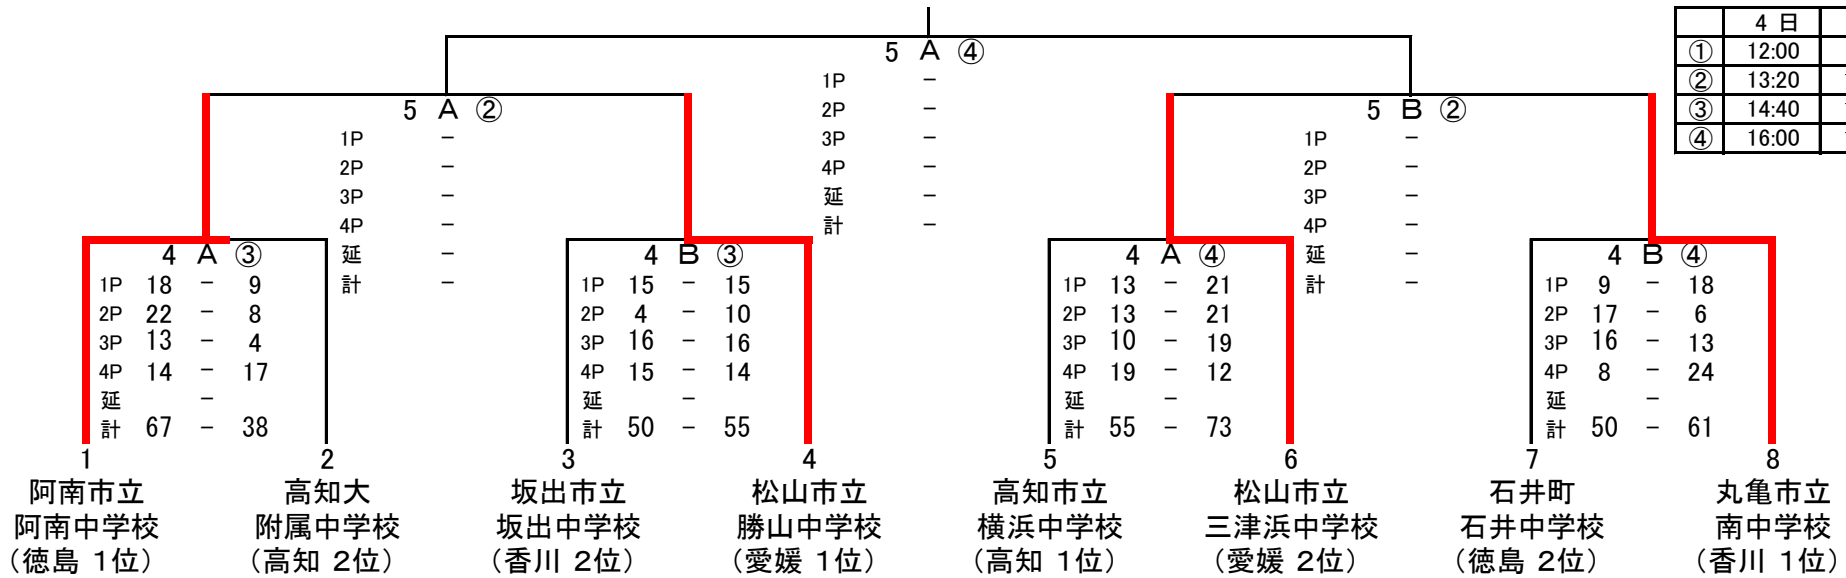 4 日
① 12:00
② 13:20
③ 14:40
④ 16:00
5 A ④
1P －
2P －
3P －
4P －
延 －
計 －
5 A ②
1P －
2P －
3P －
4P －
延 －
計 －
5 B ②
1P －
2P －
3P －
4P －
延 －
計 －
4 A ③
1P 18 － 9
2P 22 － 8
3P 13 － 4
4P 14 － 17
延 －
計 67 － 38
4 B ③
1P 15 － 15
2P 4 － 10
3P 16 － 16
4P 15 － 14
延 －
計 50 － 55
4 A ④
1P 13 － 21
2P 13 － 21
3P 10 － 19
4P 19 － 12
延 －
計 55 － 73
4 B ④
1P 9 － 18
2P 17 － 6
3P 16 － 13
4P 8 － 24
延 －
計 50 － 61
1
阿南市立
阿南中学校
（徳島 1位）
2
高知大
附属中学校
（高知 2位）
3
坂出市立
坂出中学校
（香川 2位）
4
松山市立
勝山中学校
（愛媛 1位）
5
高知市立
横浜中学校
（高知 1位）
6
松山市立
三津浜中学校
（愛媛 2位）
7
石井町
石井中学校
（徳島 2位）
8
丸亀市立
南中学校
（香川 1位）